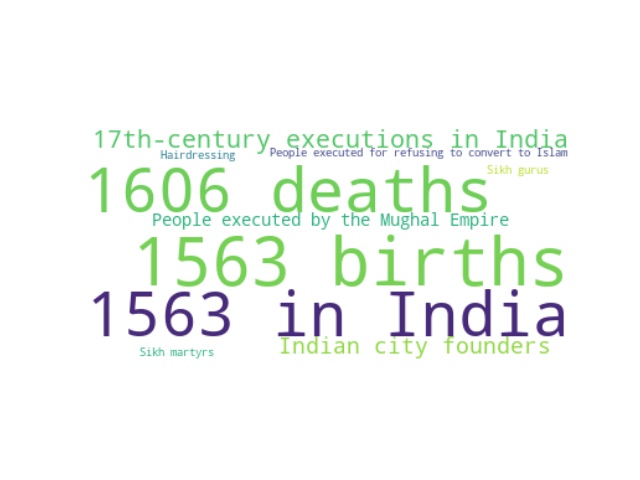 17th-century executions in India
Hairdressing
People executed for refusing to convert to Islam
Sikh gurus
1606 deaths
People executed by the Mughal Empire
1563 births
1563 in India
Indian city founders
Sikh martyrs